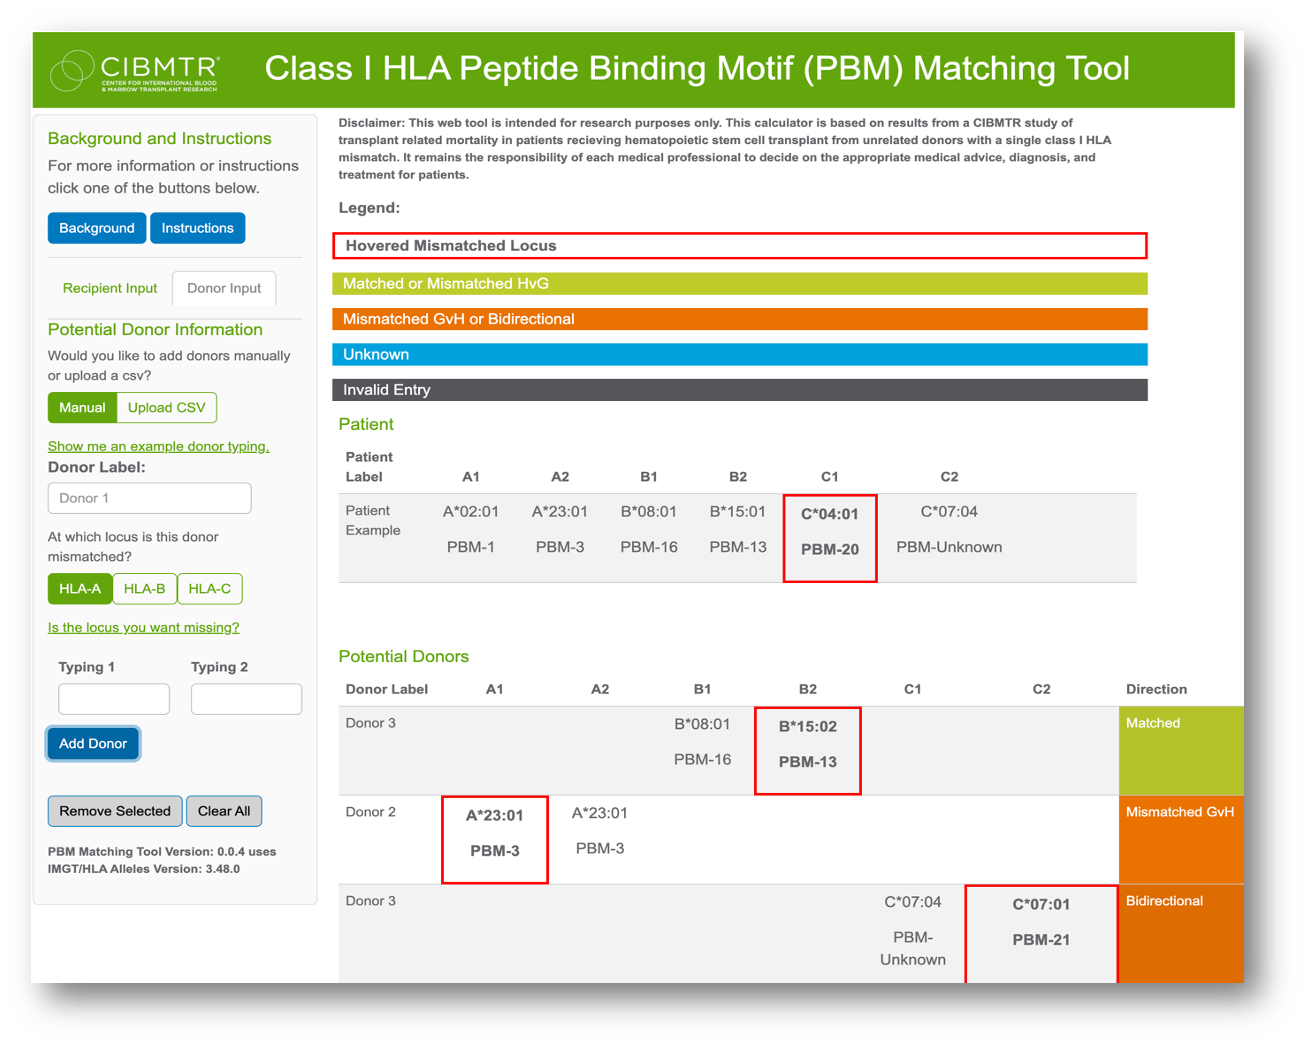 CIBMTR®
CENTER FOR INTERNATIONAL BLOOD
& MARROW TRANSPLANT RESEARCH
Class I HLA Peptide Binding Motif (PBM) Matching Tool
Background and Instructions
For more information or instructions
click one of the buttons below.
Background Instructions
Recipient Input Donor Input
Potential Donor Information
Would you like to add donors manually
or upload a csv?
Manual Upload CSV
Show me an example donor typing.
Donor Label:
Donor 1
At which locus is this donor
mismatched?
HLA-A HLA-B HLA-C
Is the locus you want missing?
Typing 1 Typing 2
Add Donor
Remove Selected Clear All
PBM Matching Tool Version: 0.0.4 uses
IMGT/HLA Alleles Version: 3.48.0
Disclaimer: This web tool is intended for research purposes only. This calculator is based on results from a CIBMTR study of
transplant related mortality in patients recieving hematopoietic stem cell transplant from unrelated donors with a single class I HLA
mismatch. It remains the responsibility of each medical professional to decide on the appropriate medical advice, diagnosis, and
treatment for patients.
Legend:
Hovered Mismatched Locus
Matched or Mismatched HvG
Mismatched GvH or Bidirectional
Unknown
Invalid Entry
Patient
Patient
Label A1 A2 B1 B2 C1 C2
Patient A*02:01 A*23:01 B*08:01 B*15:01 C*04:01 C*07:04
Example
PBM-1 PBM-3 PBM-16 PBM-13 PBM-20 PBM-Unknown
Potential Donors
Donor Label A1 A2 B1 B2 C1 C2 Direction
Donor 3 B*08:01 B*15:02 Matched
PBM-16 PBM-13
Donor 2 A*23:01 A*23:01 Mismatched GvH
PBM-3 PBM-3
Donor 3 C*07:04 C*07:01 Bidirectional
PBM- PBM-21
Unknown